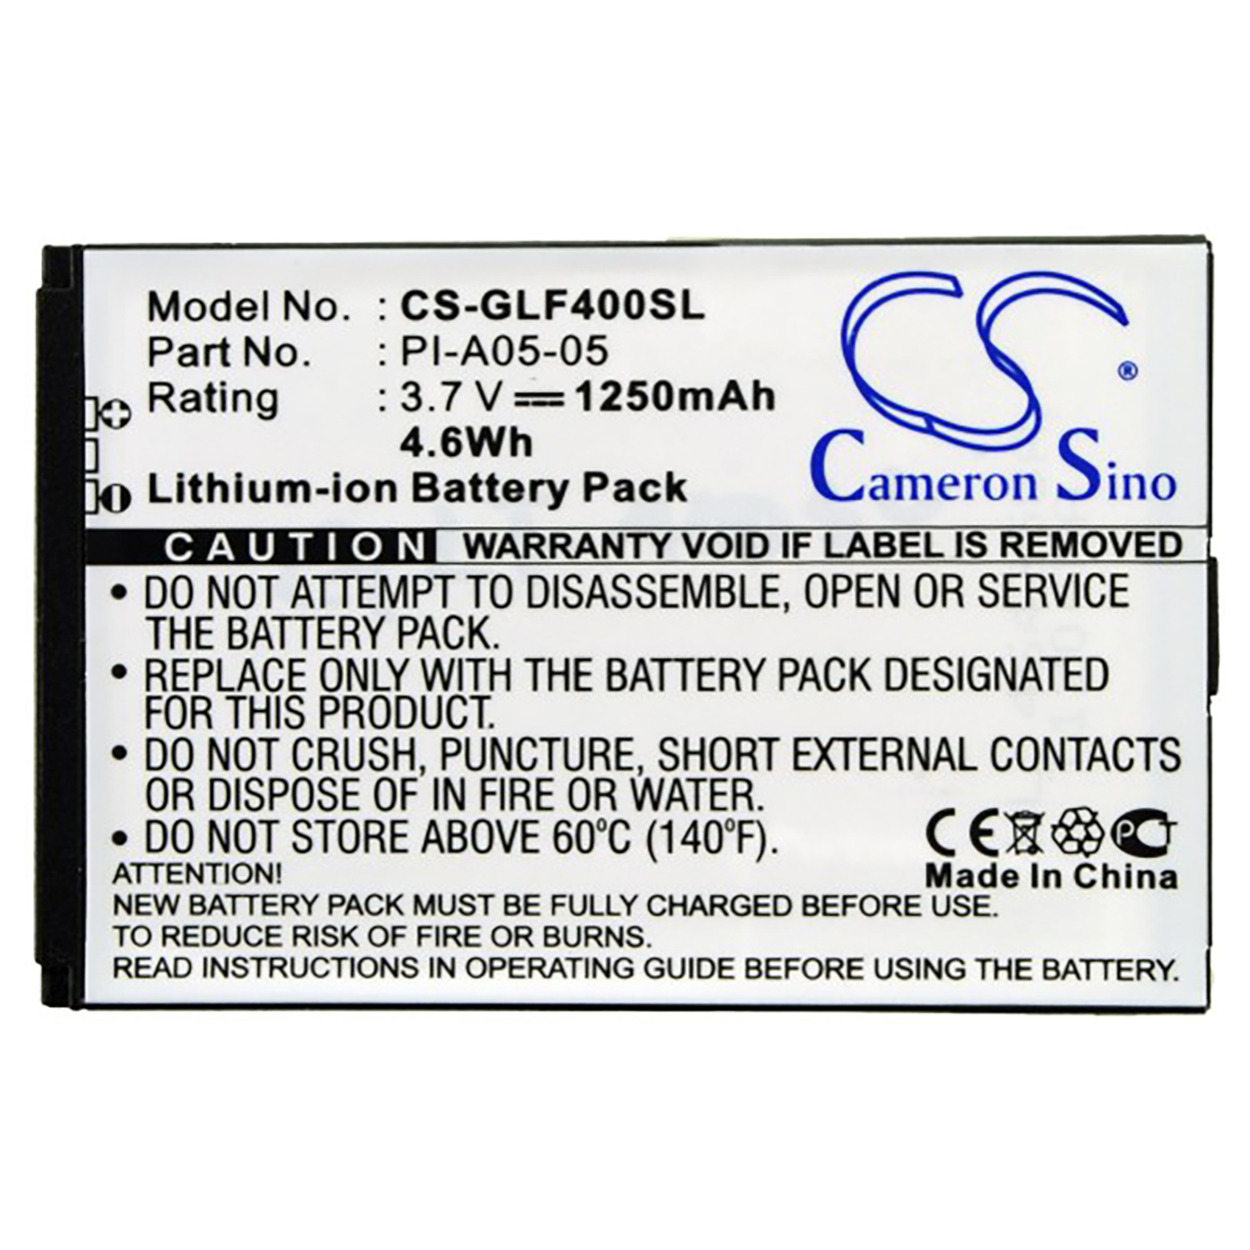 Model No. : CS-GLF400SL
Part No. : PI-A05-05
Rating : 3.7 V 1250mAh
4.6Wh
Lithium-ion Battery Pack
CS ®
Cameron Sino
CAUTION WARRANTY VOID IF LABEL IS REMOVED
• DO NOT ATTEMPT TO DISASSEMBLE, OPEN OR SERVICE
THE BATTERY PACK.
• REPLACE ONLY WITH THE BATTERY PACK DESIGNATED
FOR THIS PRODUCT.
• DO NOT CRUSH, PUNCTURE, SHORT EXTERNAL CONTACTS
OR DISPOSE OF IN FIRE OR WATER.
• DO NOT STORE ABOVE 60ºC (140ºF).
CE PCT
Made In China
ATTENTION!
NEW BATTERY PACK MUST BE FULLY CHARGED BEFORE USE.
TO REDUCE RISK OF FIRE OR BURNS.
READ INSTRUCTIONS IN OPERATING GUIDE BEFORE USING THE BATTERY.